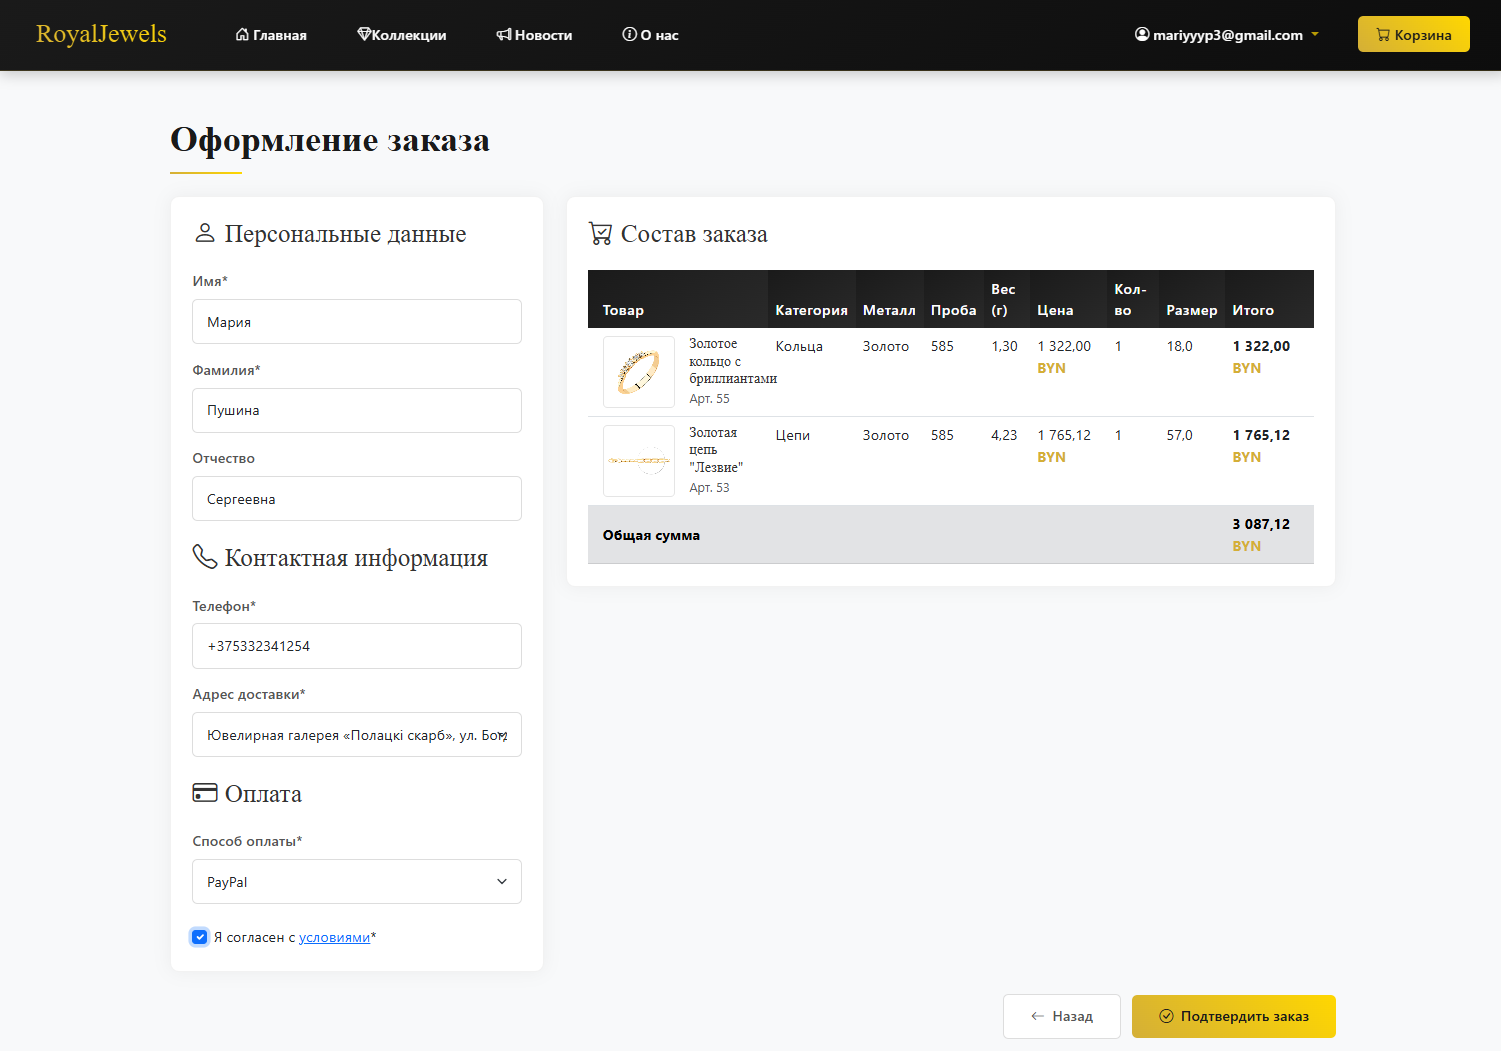 RoyalJewels
Главная
Коллекции
Новости
О нас
mariyyyp3@gmail.com
Корзина
Оформление заказа
Персональные данные
Имя*
Мария
Фамилия*
Пушина
Отчество
Сергеевна
Контактная информация
Телефон*
+375332341254
Адрес доставки*
Ювелирная галерея «Полацкі скарб», ул.
Оплата
Способ оплаты*
PayPal
Я согласен с условиями*
Состав заказа
Товар Категория Металл Проба Вес (г) Цена Кол-во Размер Итого
Золотое Кольца Золото 585 1,30 1 322,00 1 18,0 1 322,00
кольцо с BYN BYN
бриллиантами
Арт. 55
Золотая Цепи Золото 585 4,23 1 765,12 1 57,0 1 765,12
цепь BYN BYN
"Лезвие"
Арт. 53
Общая сумма 3 087,12
BYN
Назад
Подтвердить заказ